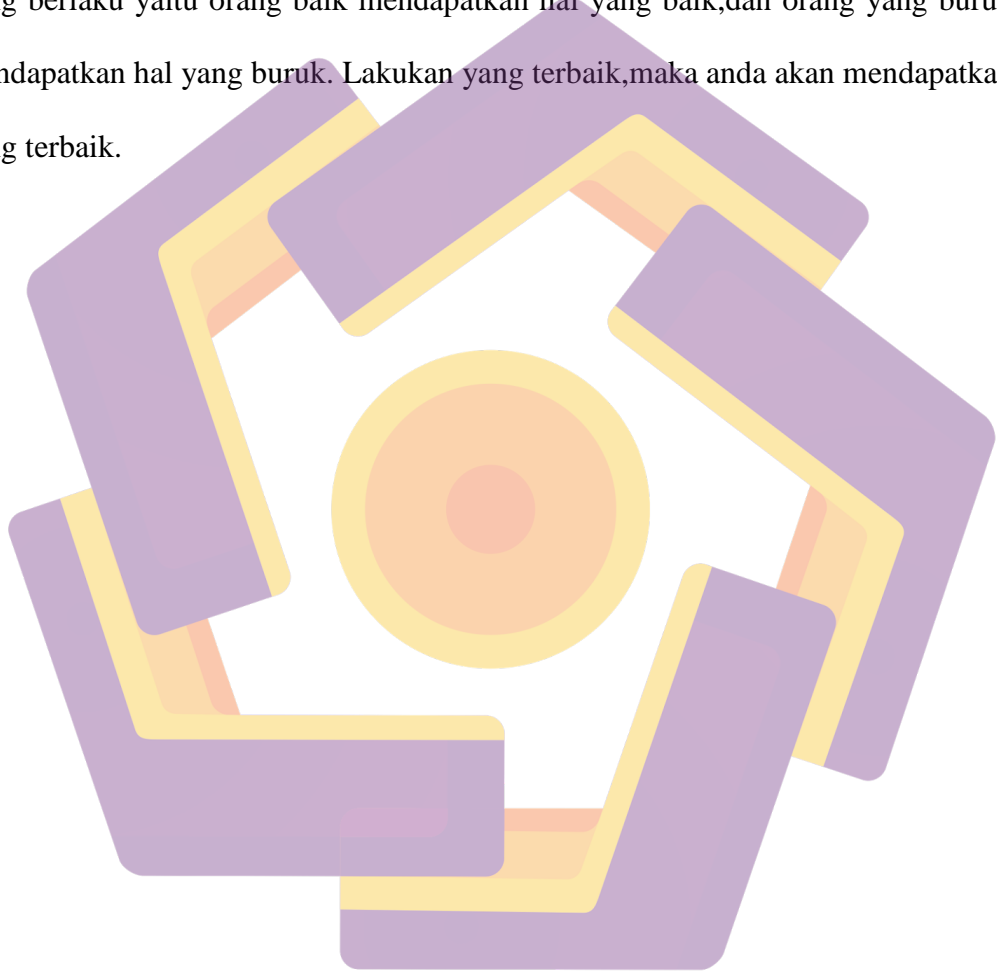 g berlaku yaitu orang baik mendapatkan hal yang baik,dan orang yang buru
ndapatkan hal yang buruk. Lakukan yang terbaik,maka anda akan mendapatka
g terbaik.